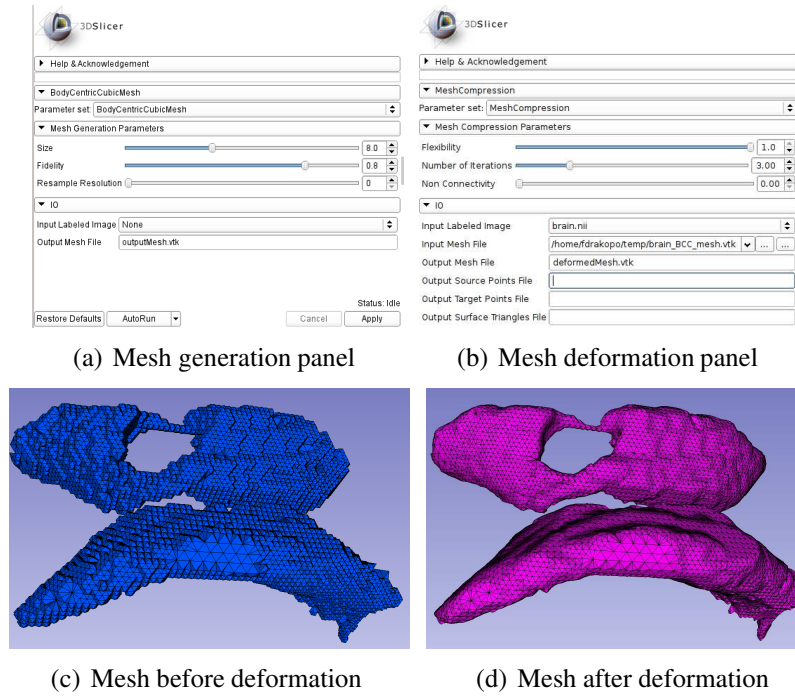 3DSlicer
Help & Acknowledgement
BodyCentricCubicMesh
Parameter set BodyCentricCubicMesh
Mesh Generation Parameters
Size 8.0
Fidelity 0.8
Resample Resolution 0
IO
Input Labeled Image None
Output Mesh File outputMesh.vtk
Status: Idle
Restore Defaults AutoRun Cancel Apply
(a) Mesh generation panel
3DSlicer
Help & Acknowledgement
MeshCompression
Parameter set: MeshCompression
Mesh Compression Parameters
Flexibility 1.0
Number of Iterations 3.00
Non Connectivity 0.00
IO
Input Labeled Image brain.nii
Input Mesh File /home/fdrakopo/temp/brain_BCC_mesh.vtk ... ...
Output Mesh File deformedMesh.vtk
Output Source Points File
Output Target Points File
Output Surface Triangles File
(b) Mesh deformation panel
(c) Mesh before deformation
(d) Mesh after deformation